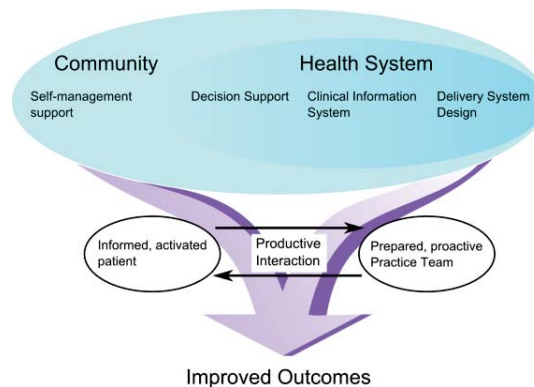 Community
Health System
Self-management
support
Decision Support
Clinical Information
System
Delivery System
Design
Informed, activated
patient
Productive
Interaction
Prepared, proactive
Practice Team
Improved Outcomes